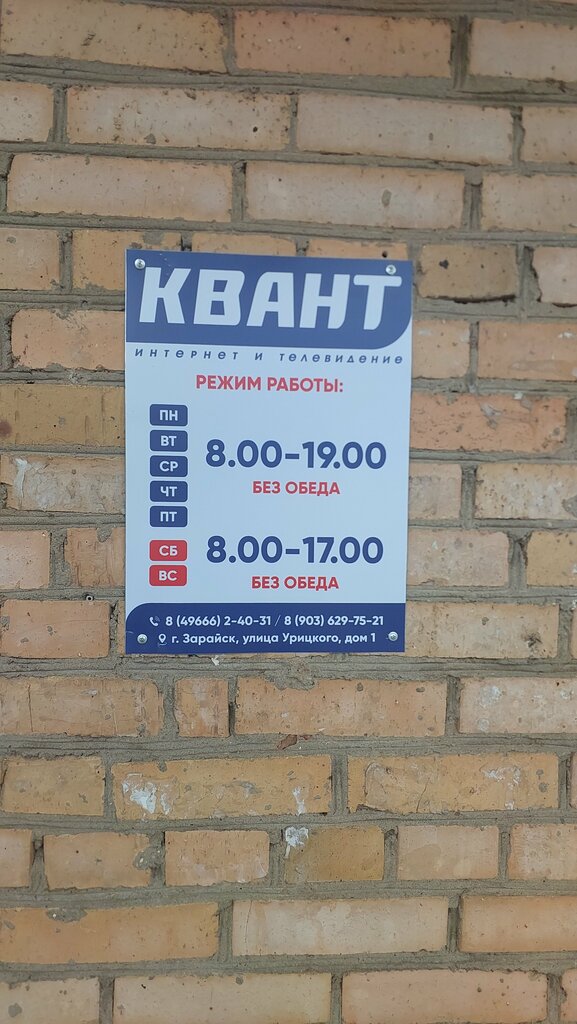 КВАНТ
ИНТЕРНЕТ И ТЕЛЕВИДЕНИЕ
РЕЖИМ РАБОТЫ:
ПН
ВТ
СР
ЧТ
ПТ
8.00-19.00
БЕЗ ОБЕДА
СБ
ВС
8.00-17.00
БЕЗ ОБЕДА
8 (49666) 2-40-31 / 8 (903) 629-75-21
г. Зарайск, улица Урицкого, дом 1